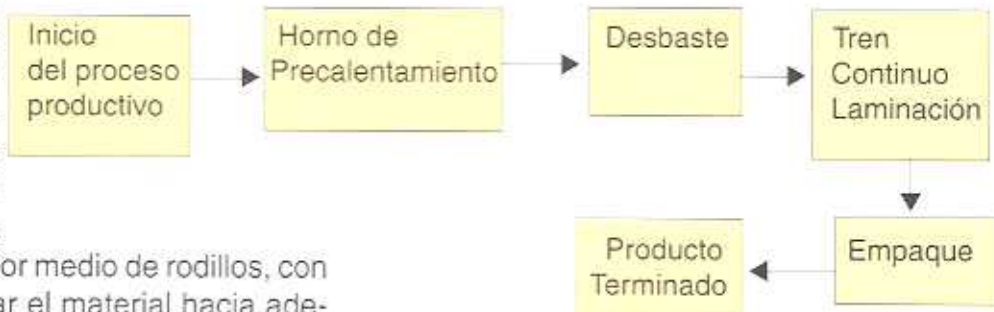 Inicio
del proceso
productivo
Horno de
Precalentamiento
Desbaste
Tren
Continuo
Laminación
Empaque
Producto
Terminado
or medio de rodillos, con
ar el material hacia ade-